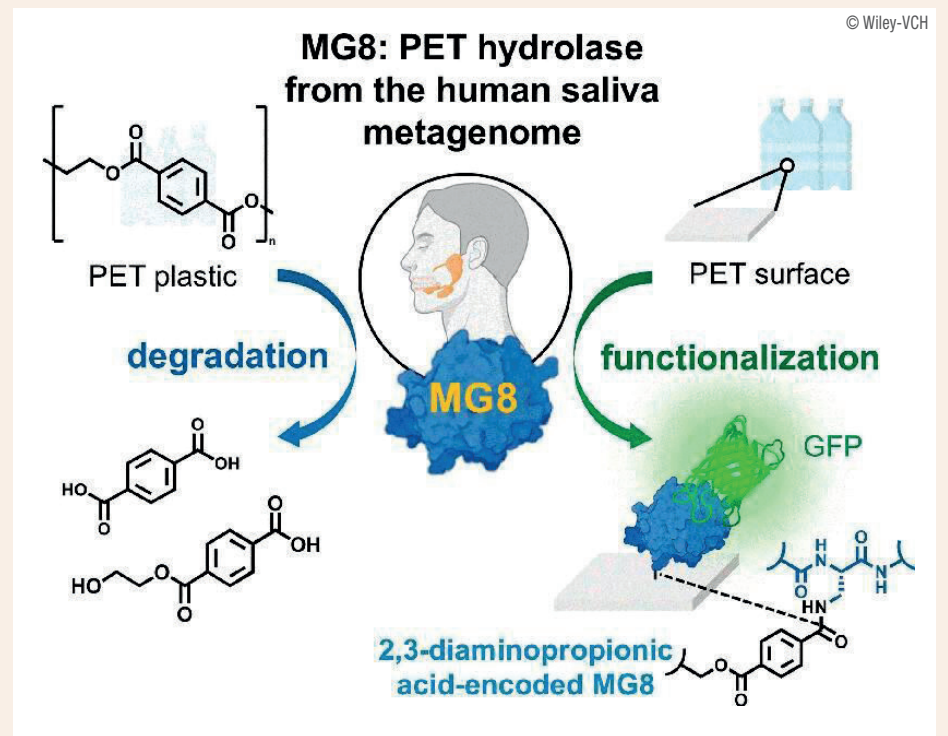 © Wiley-VCH
MG8: PET hydrolase
from the human saliva
metagenome
O
O
O
O
n
PET plastic
PET surface
degradation
functionalization
MG8
GFP
O
OH
HO
O
O
OH
HO
O
O
H
N
O
O
N
H
HN
O
O
O
2,3-diaminopropionic
acid-encoded MG8